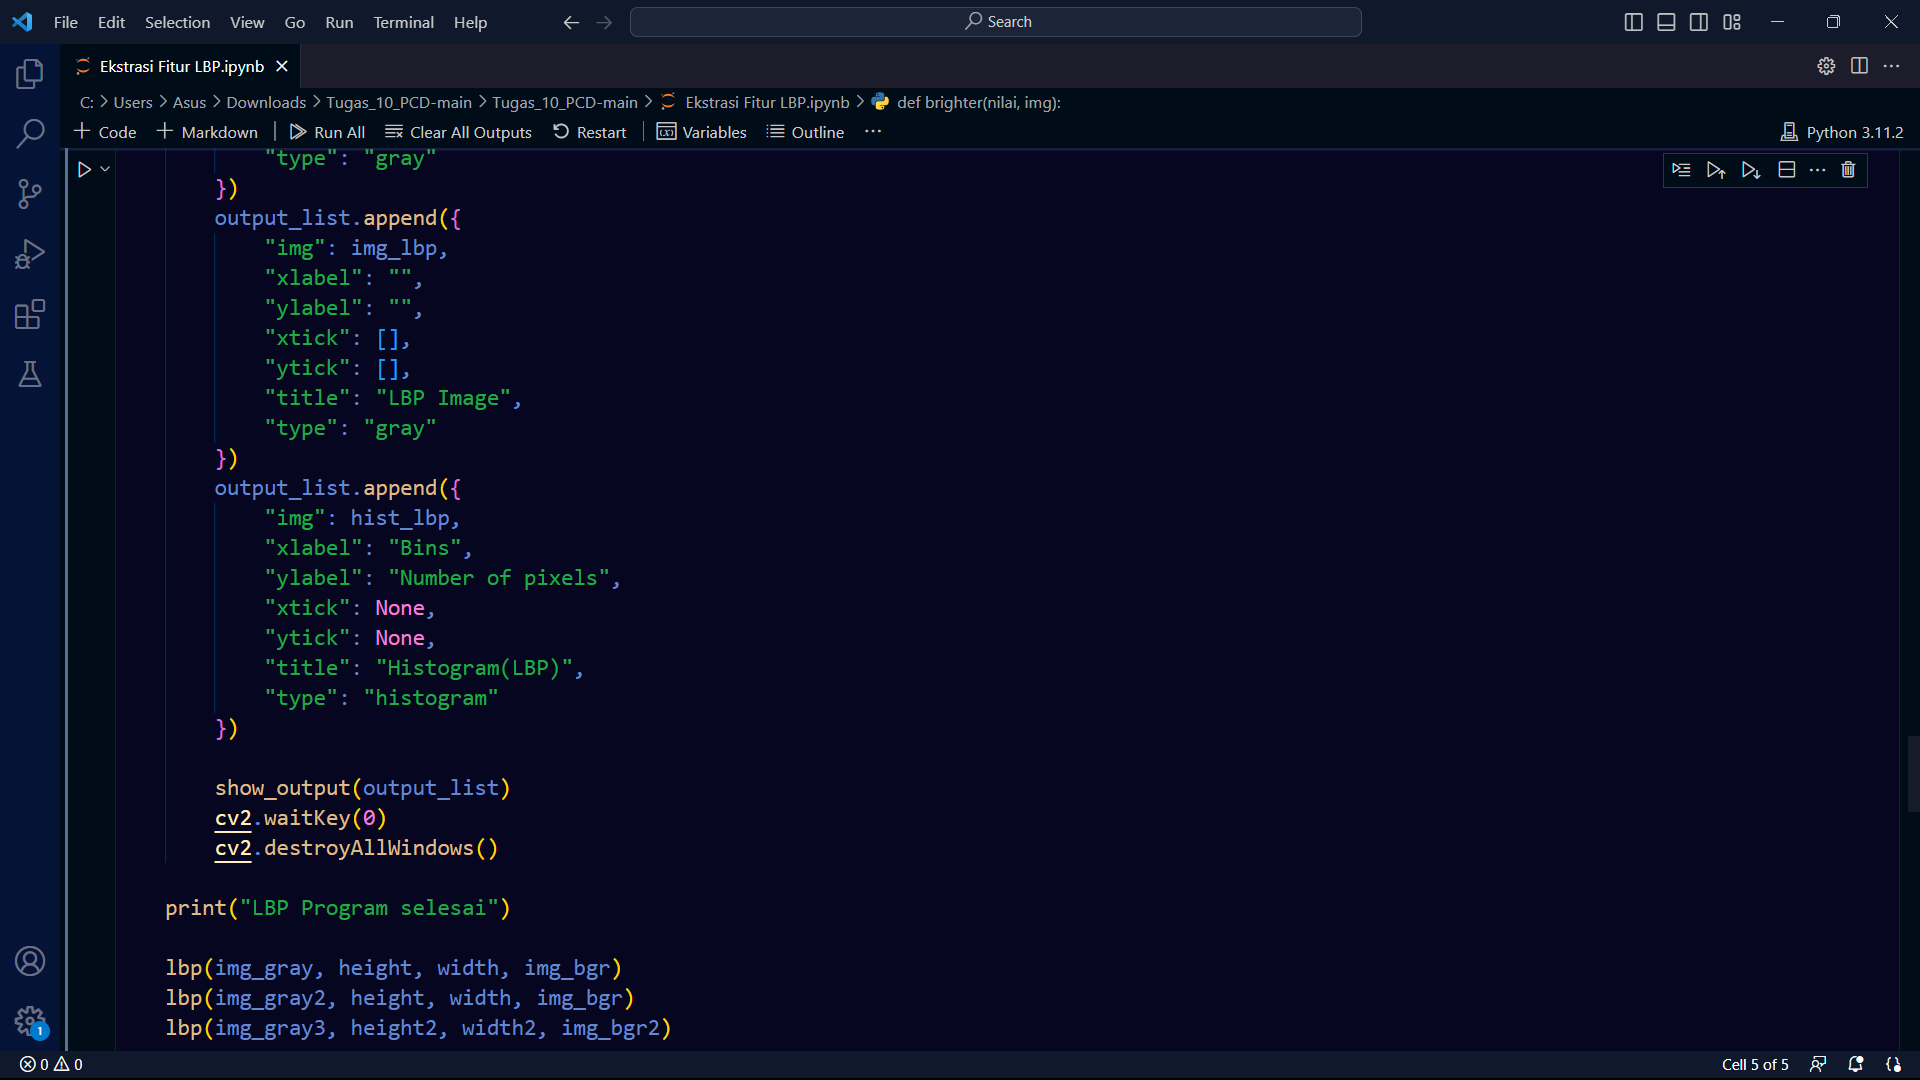 File Edit Selection View Go Run Terminal Help
Search
Ekstrasi Fitur LBP.ipynb
C: > Users > Asus > Downloads > Tugas_10_PCD-main > Tugas_10_PCD-main > Ekstrasi Fitur LBP.ipynb > def brighter(nilai, img):
+ Code + Markdown Run All Clear All Outputs Restart Variables Outline ...
Python 3.11.2
"type": "gray"
})
output_list.append({
"img": img_lbp,
"xlabel": "",
"ylabel": "",
"xtick": [],
"ytick": [],
"title": "LBP Image",
"type": "gray"
})
output_list.append({
"img": hist_lbp,
"xlabel": "Bins",
"ylabel": "Number of pixels",
"xtick": None,
"ytick": None,
"title": "Histogram(LBP)",
"type": "histogram"
})
show_output(output_list)
cv2.waitKey(0)
cv2.destroyAllWindows()
print("LBP Program selesai")
lbp(img_gray, height, width, img_bgr)
lbp(img_gray2, height, width, img_bgr)
lbp(img_gray3, height2, width2, img_bgr2)
1
0 0
Cell 5 of 5